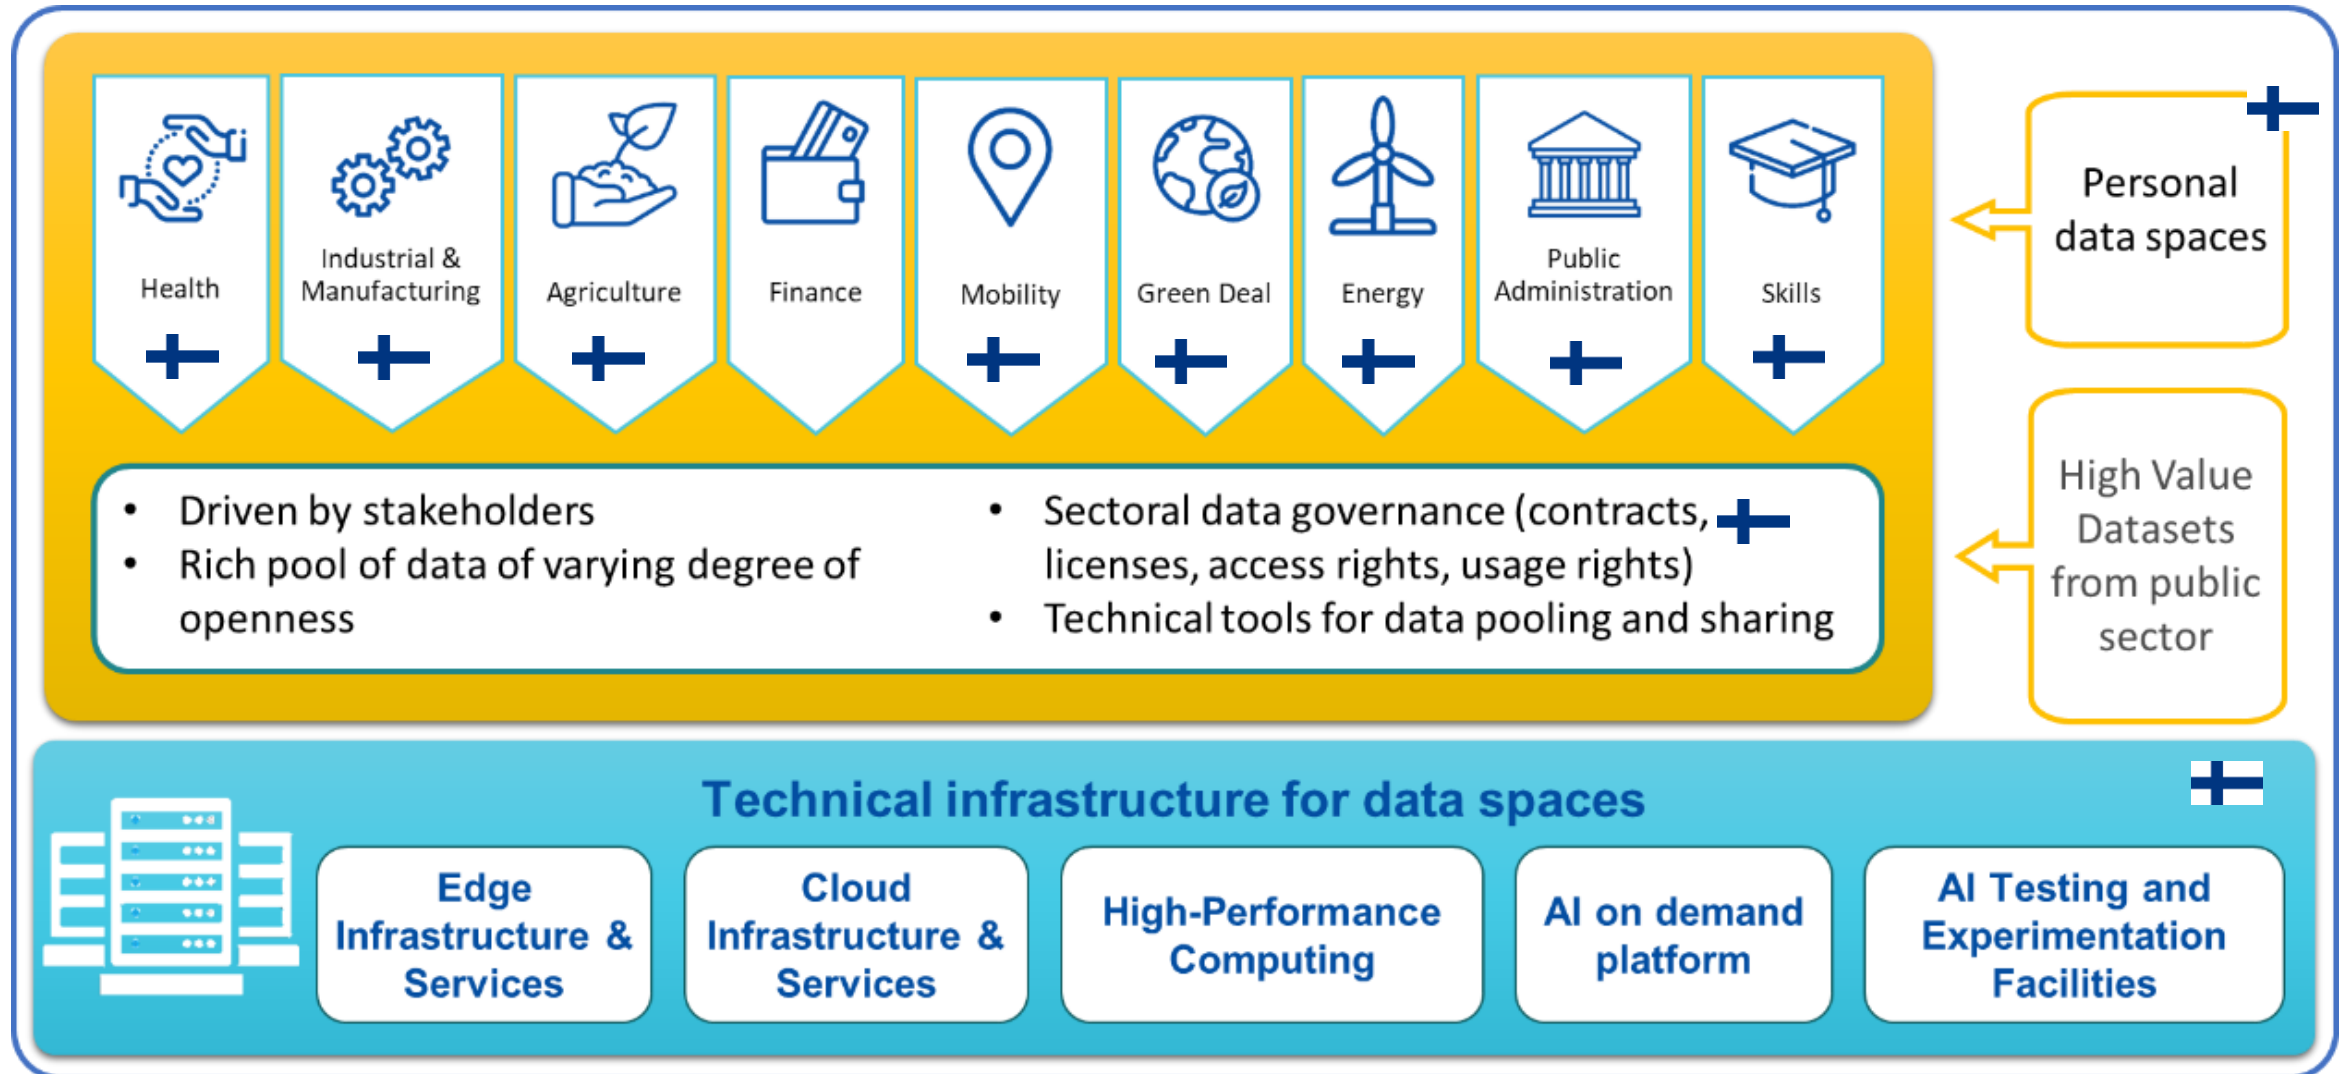 Health
Industrial &
Manufacturing
Agriculture
Finance
Mobility
Green Deal
Energy
Public
Administration
Skills
Personal
data spaces
• Driven by stakeholders
• Rich pool of data of varying degree of
openness
• Sectoral data governance (contracts,
licenses, access rights, usage rights)
• Technical tools for data pooling and sharing
High Value
Datasets
from public
sector
Technical infrastructure for data spaces
Edge
Infrastructure &
Services
Cloud
Infrastructure &
Services
High-Performance
Computing
AI on demand
platform
AI Testing and
Experimentation
Facilities